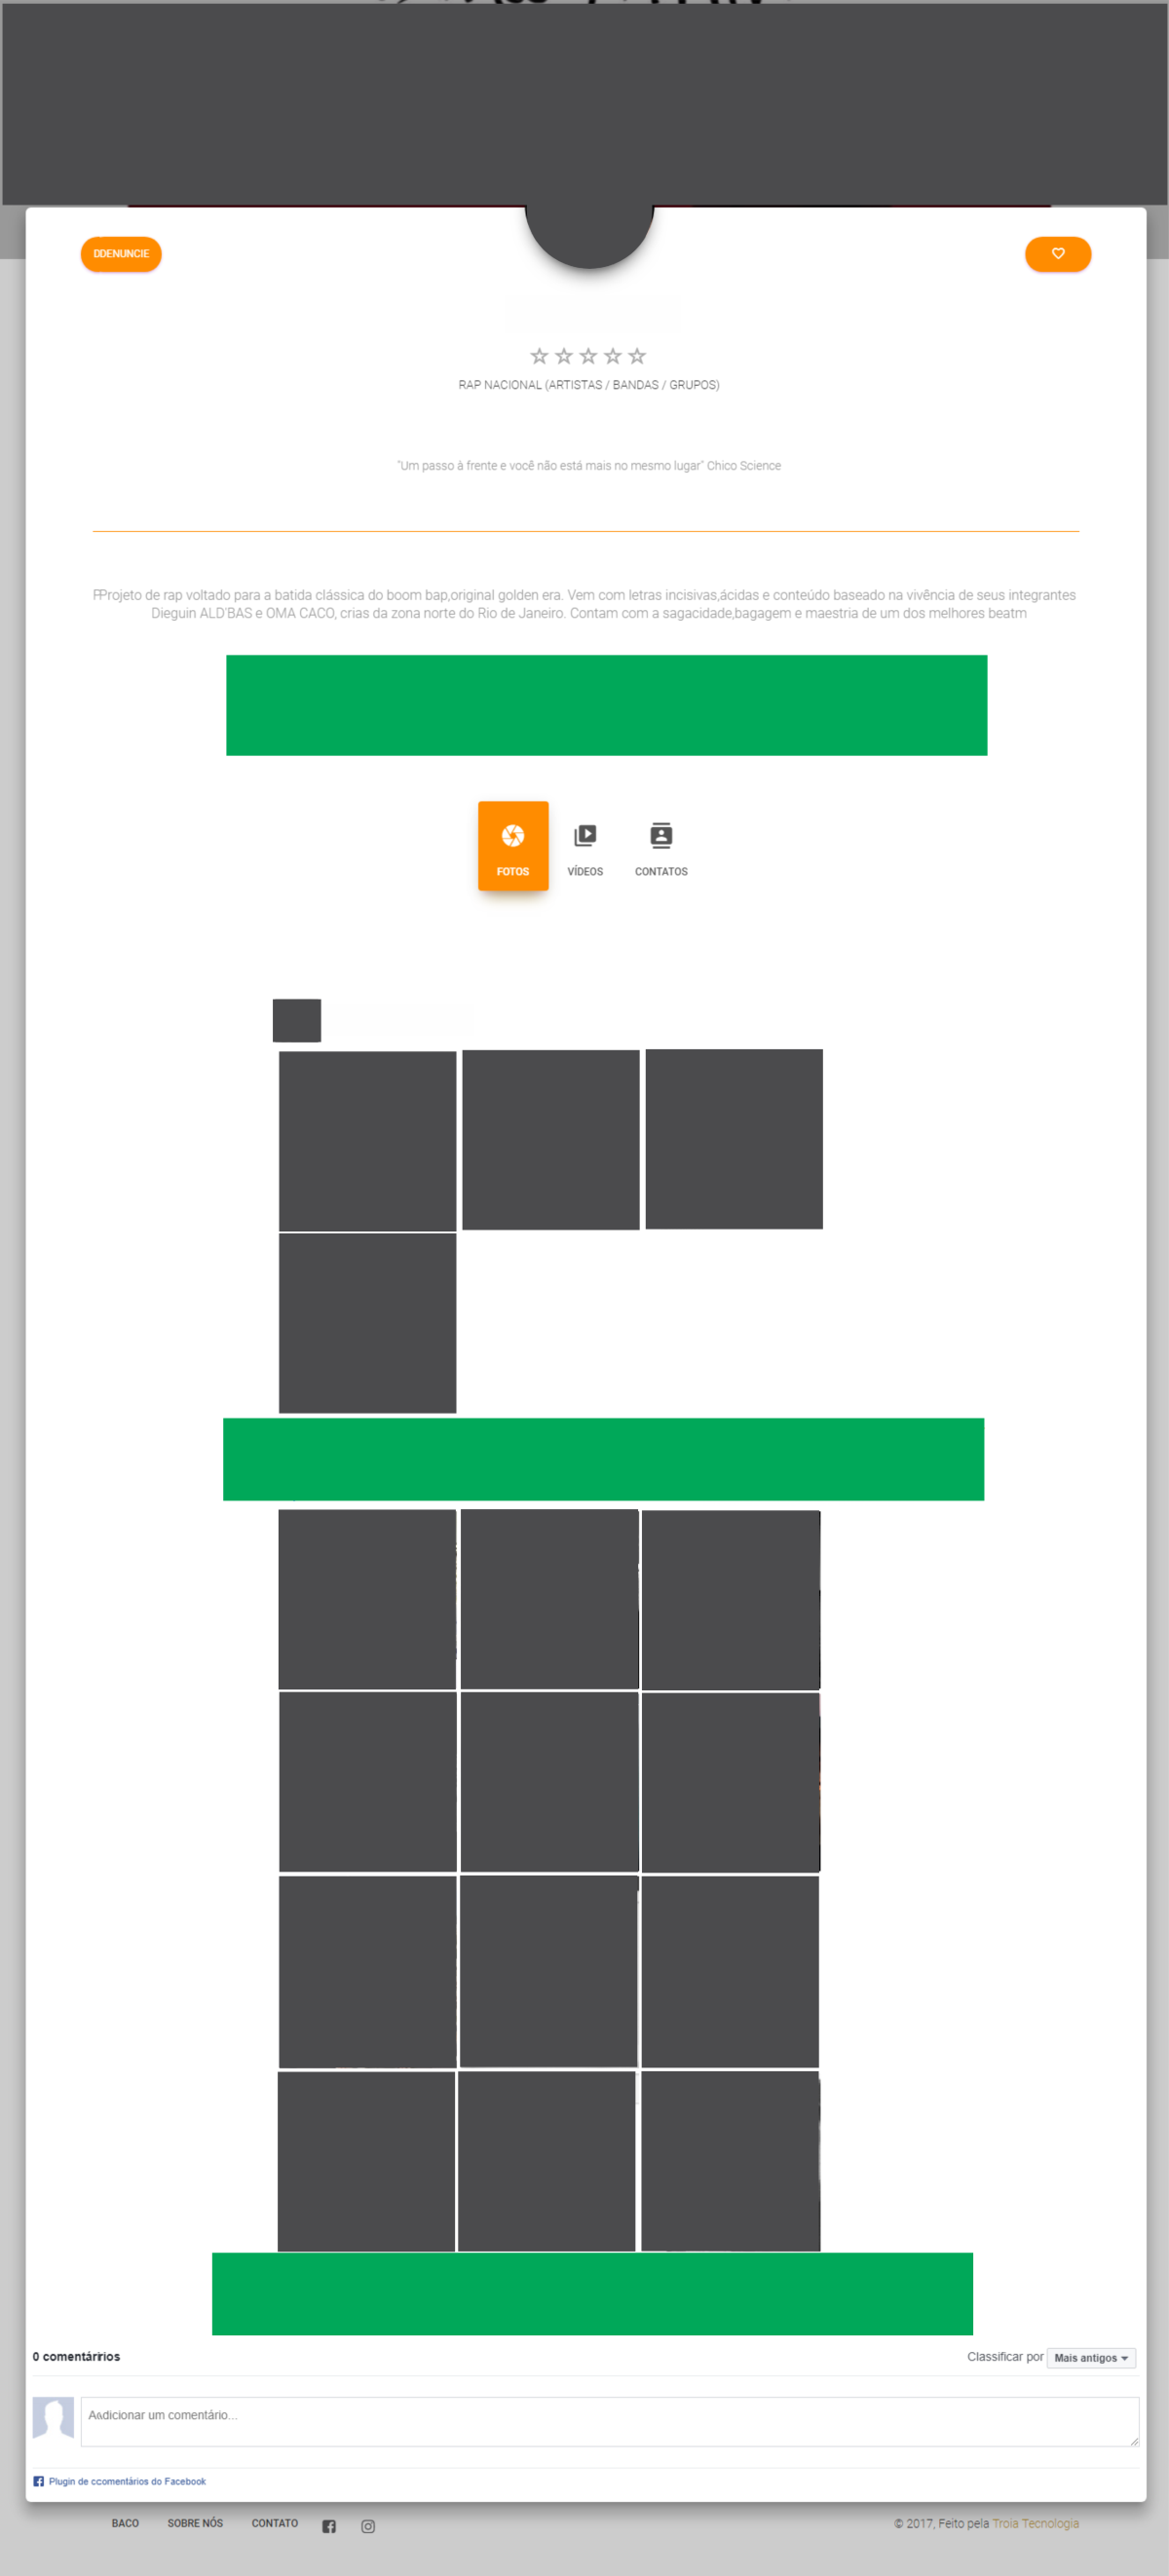 DENUNCIE
RAP NACIONAL (ARTISTAS / BANDAS / GRUPOS)
"Um passo à frente e você não está mais no mesmo lugar" Chico Science
Projeto de rap voltado para a batida clássica do boom bap,original golden era. Vem com letras incisivas,ácidas e conteúdo baseado na vivência de seus integrantes
Dieguin ALD'BAS e OMA CACO, crias da zona norte do Rio de Janeiro. Contam com a sagacidade,bagagem e maestria de um dos melhores beatm
FOTOS VÍDEOS CONTATOS
0 comentários Classificar por Mais antigos
Adicionar um comentário...
Plugin de comentários do Facebook
BACO SOBRE NÓS CONTATO © 2017, Feito pela Troia Tecnologia